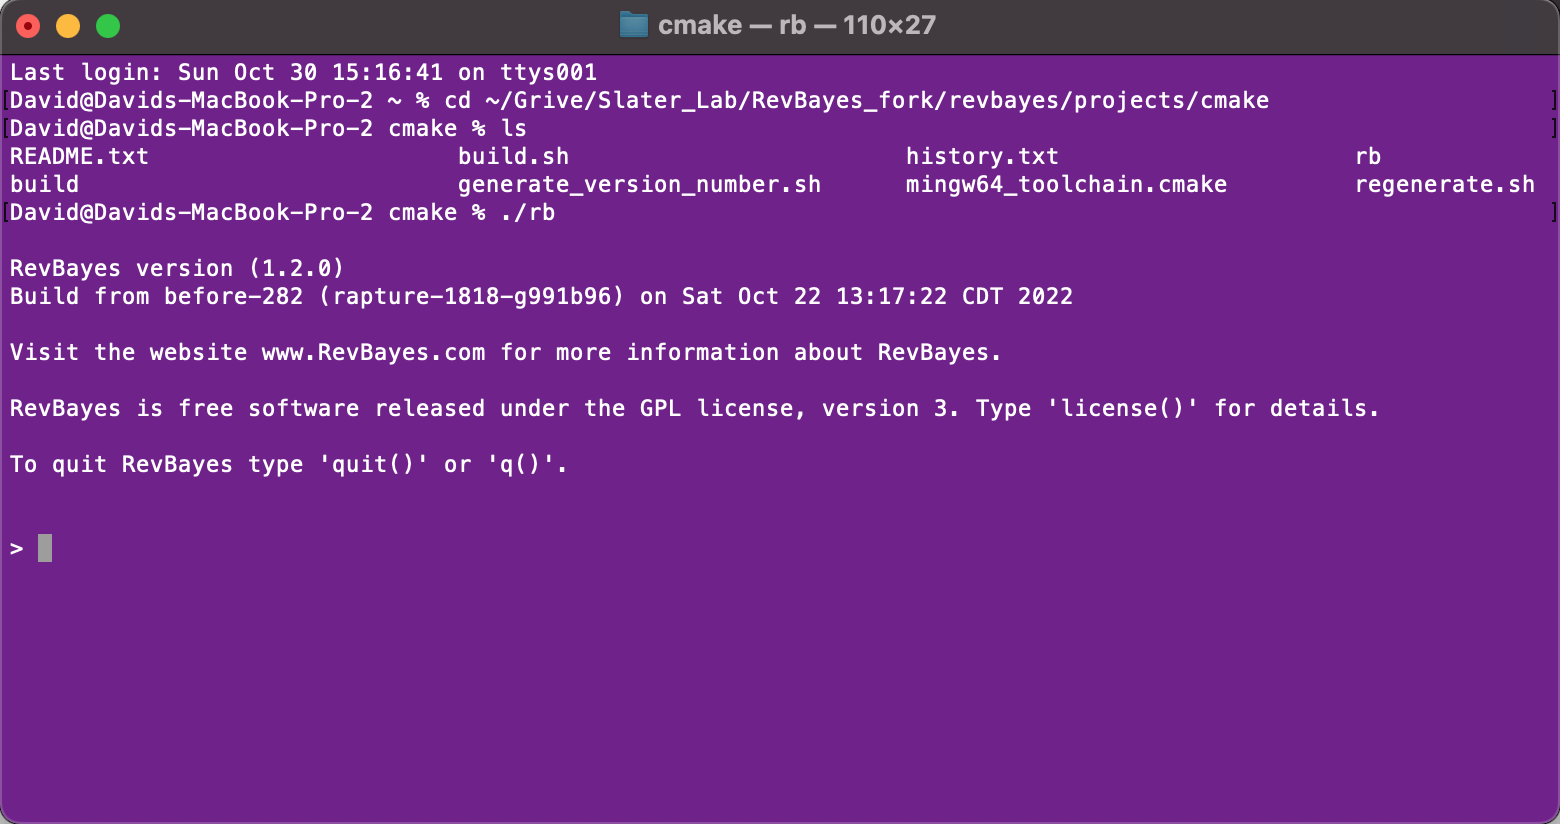 cmake — rb — 110×27
Last login: Sun Oct 30 15:16:41 on ttys001
[David@Davids-MacBook-Pro-2 ~ % cd ~/Grive/Slater_Lab/RevBayes_fork/revbayes/projects/cmake ]
[David@Davids-MacBook-Pro-2 cmake % ls ]
README.txt build.sh history.txt rb
build generate_version_number.sh mingw64_toolchain.cmake regenerate.sh
[David@Davids-MacBook-Pro-2 cmake % ./rb ]
RevBayes version (1.2.0)
Build from before-282 (rapture-1818-g991b96) on Sat Oct 22 13:17:22 CDT 2022
Visit the website www.RevBayes.com for more information about RevBayes.
RevBayes is free software released under the GPL license, version 3. Type 'license()' for details.
To quit RevBayes type 'quit()' or 'q()'.
>